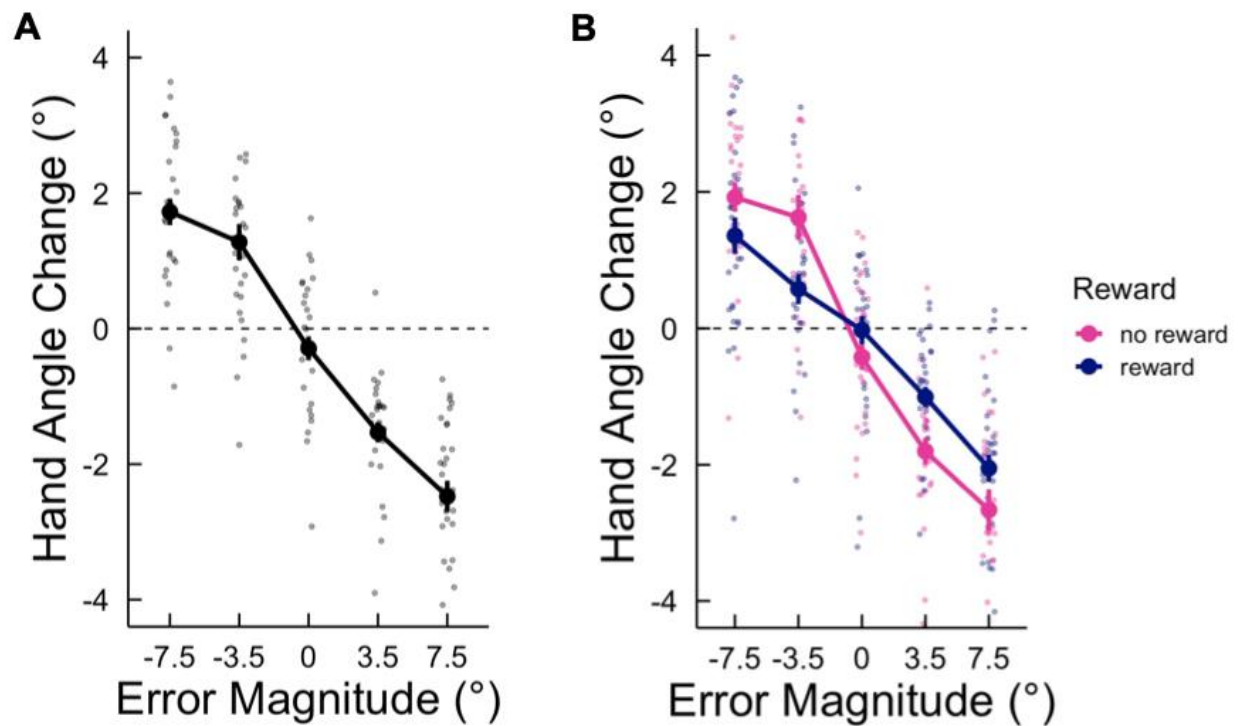 A
Hand Angle Change (°)
4
2
0
-2
-4
-7.5 -3.5 0 3.5 7.5
Error Magnitude (°)
B
Hand Angle Change (°)
4
2
0
-2
-4
-7.5 -3.5 0 3.5 7.5
Error Magnitude (°)
Reward
no reward
reward